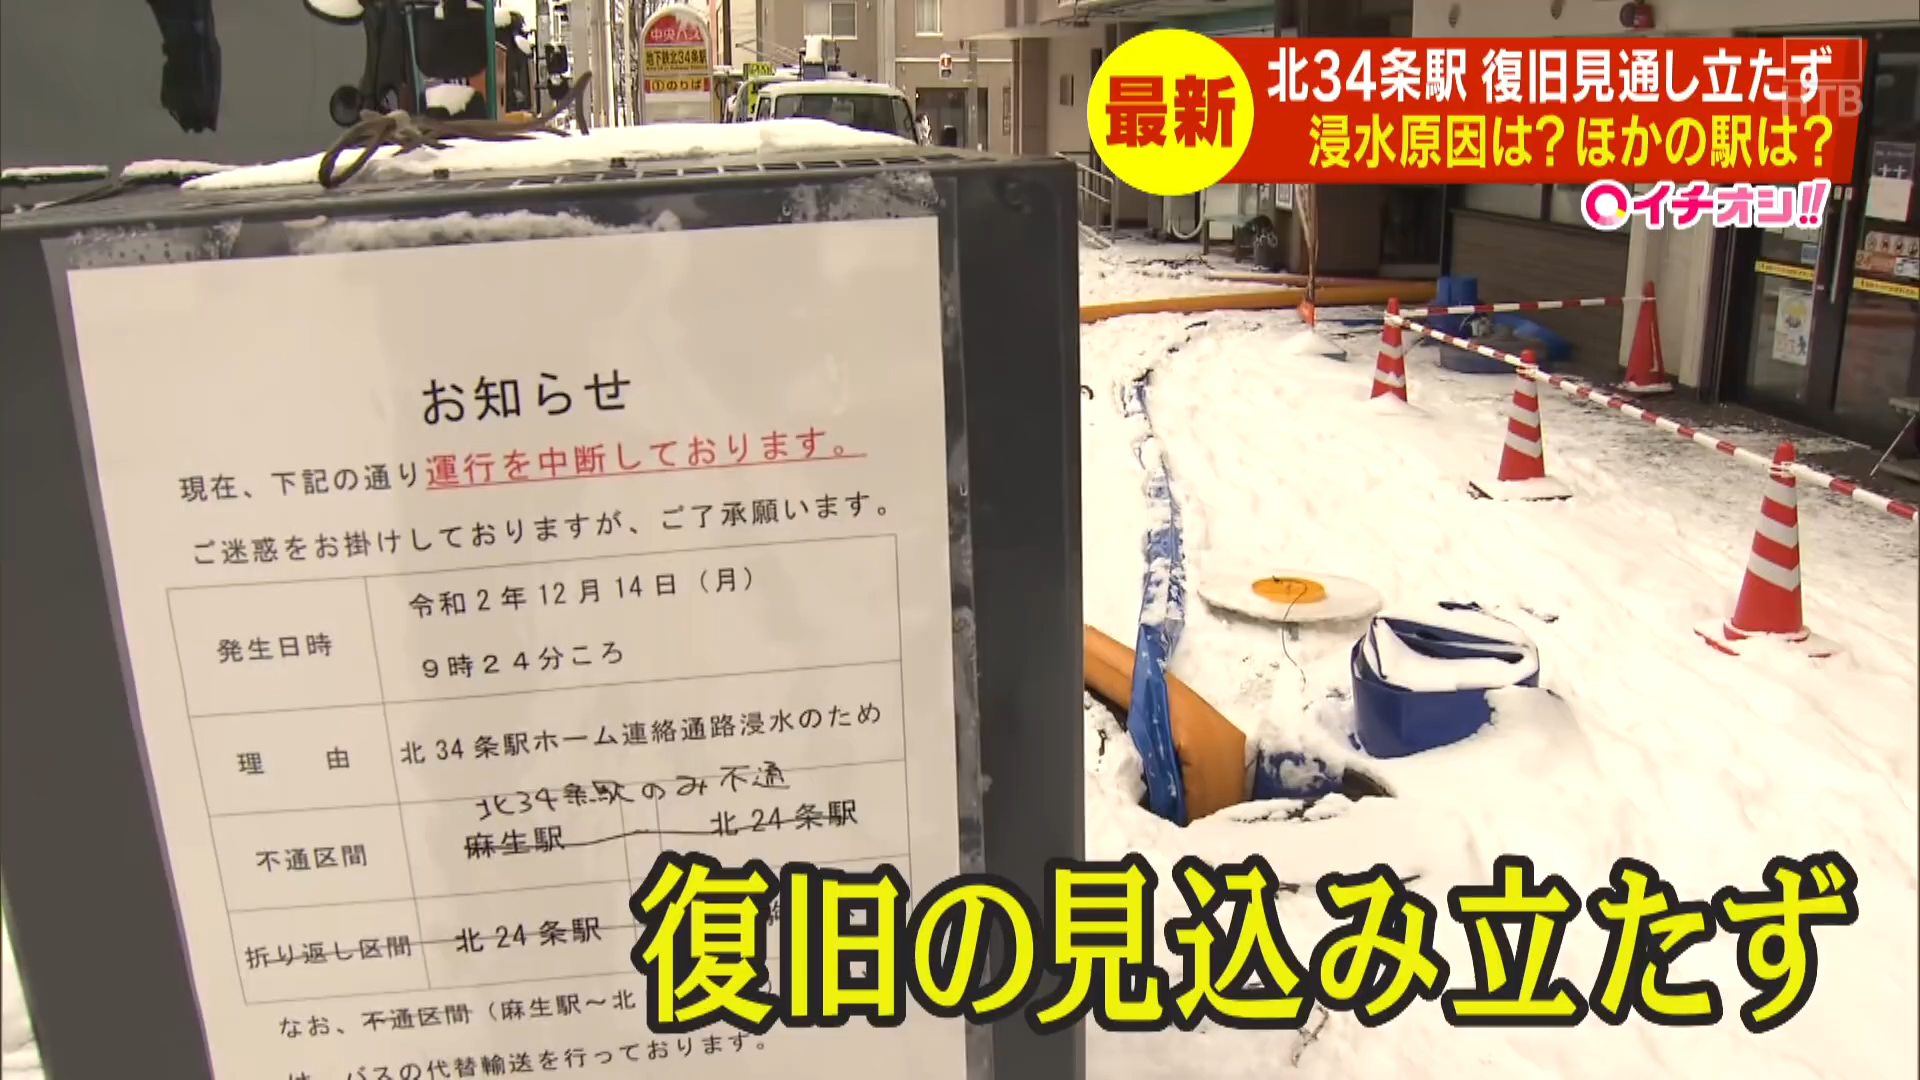 中央バス
地下鉄北34条駅
①のりば
最新
北34条駅 復旧見通し立たず
浸水原因は?ほかの駅は?
HTB
イチオシ!!
お知らせ
現在、下記の通り運行を中断しております。
ご迷惑をお掛けしておりますが、ご了承願います。
発生日時
令和2年12月14日（月）
9時24分ころ
理 由
北34条駅ホーム連絡通路浸水のため
北34条駅のみ不通
不通区間
麻生駅
北24条駅
折り返し区間
北24条駅
なお、不通区間（麻生駅～北
バスの代替輸送を行っております。
復旧の見込み立たず